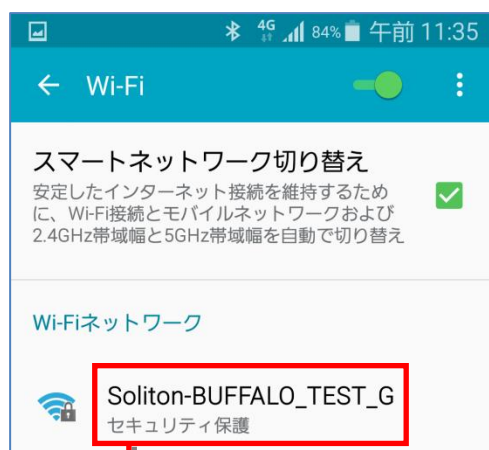 4G 84% 午前 11:35
Wi-Fi
スマートネットワーク切り替え
安定したインターネット接続を維持するため
に、Wi-Fi接続とモバイルネットワークおよび
2.4GHz帯域幅と5GHz帯域幅を自動で切り替え
Wi-Fiネットワーク
Soliton-BUFFALO_TEST_G
セキュリティ保護